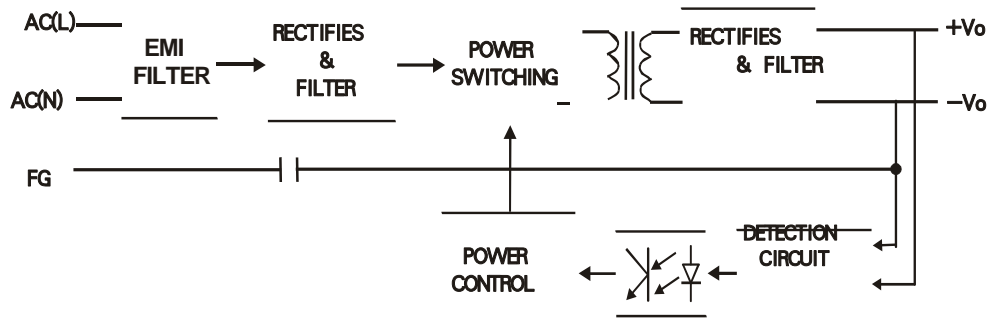 AC(L)
EMI
FILTER
AC(N)
RECTIFIES
&
FILTER
POWER
SWITCHING
RECTIFIES
& FILTER
+Vo
−Vo
FG
POWER
CONTROL
DETECTION
CIRCUIT